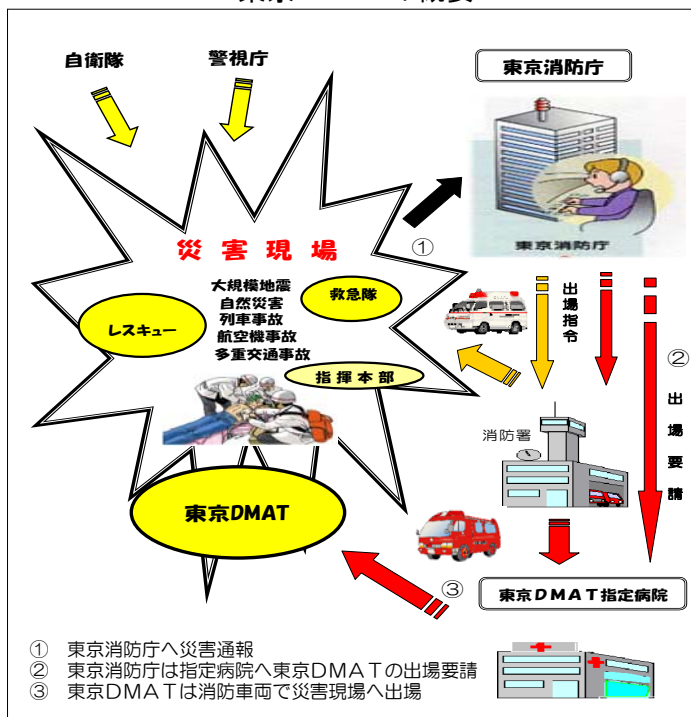 自衛隊
警視庁
東京消防庁
東京消防庁
①
災害現場
大規模地震
自然災害
列車事故
航空機事故
多重交通事故
レスキュー
救急隊
指揮本部
出場指令
②
出場要請
消防署
東京DMAT
③
東京DMAT指定病院
① 東京消防庁へ災害通報
② 東京消防庁は指定病院へ東京DMATの出場要請
③ 東京DMATは消防車両で災害現場へ出場